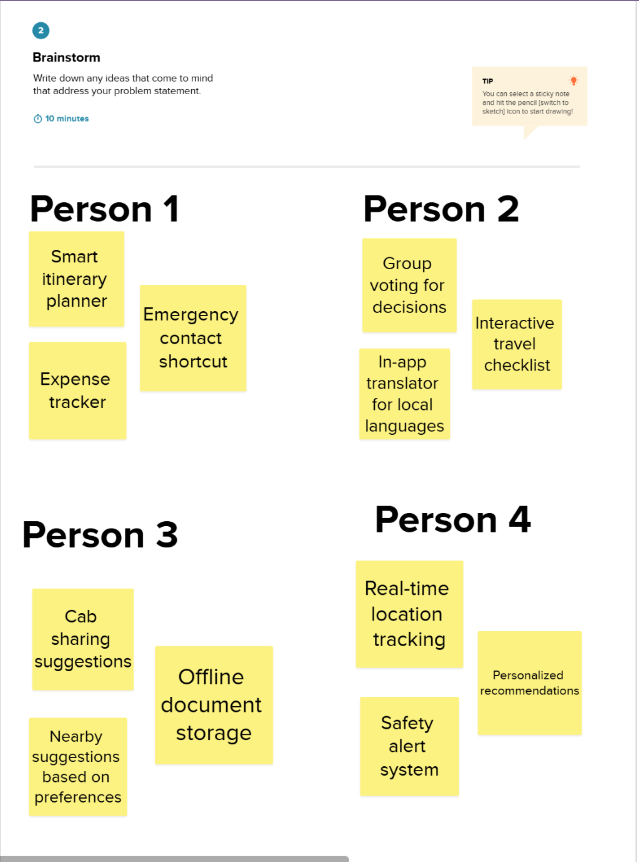 2
Brainstorm
Write down any ideas that come to mind
that address your problem statement.
10 minutes
TIP
You can select a sticky note
and hit the pencil [switch to
sketch] icon to start drawing!
Person 1
Smart
itinerary
planner
Emergency
contact
shortcut
Expense
tracker
Person 2
Group
voting for
decisions
Interactive
travel
checklist
In-app
translator
for local
languages
Person 3
Cab
sharing
suggestions
Offline
document
storage
Nearby
suggestions
based on
preferences
Person 4
Real-time
location
tracking
Personalized
recommendations
Safety
alert
system